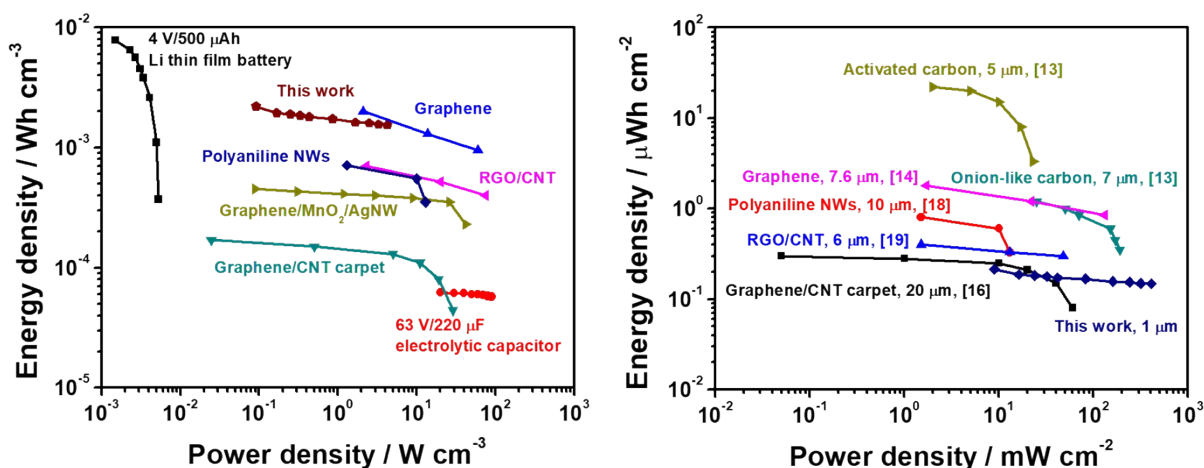 Energy density / Wh cm⁻³
10⁻²
10⁻³
10⁻⁴
10⁻⁵
4 V/500 μAh
Li thin film battery
This work
Graphene
Polyaniline NWs
RGO/CNT
Graphene/MnO₂/AgNW
Graphene/CNT carpet
63 V/220 μF
electrolytic capacitor
10⁻³ 10⁻² 10⁻¹ 10⁰ 10¹ 10² 10³
Power density / W cm⁻³
Energy density / μWh cm⁻²
10²
10¹
10⁰
10⁻¹
10⁻²
Activated carbon, 5 μm, [13]
Graphene, 7.6 μm, [14]
Onion-like carbon, 7 μm, [13]
Polyaniline NWs, 10 μm, [18]
RGO/CNT, 6 μm, [19]
Graphene/CNT carpet, 20 μm, [16]
This work, 1 μm
10⁻² 10⁻¹ 10⁰ 10¹ 10² 10³
Power density / mW cm⁻²